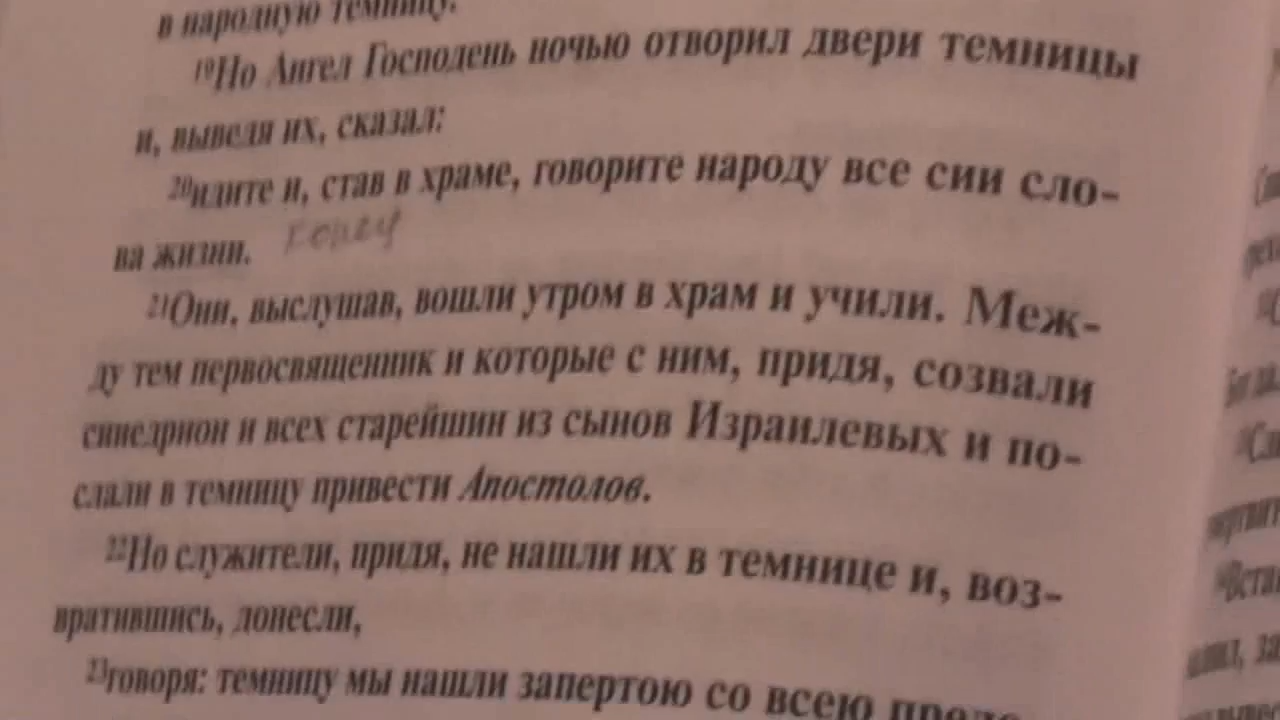 в народную темницу.
19Но Ангел Господень ночью отворил двери темницы
и, выведя их, сказал:
20идите и, став в храме, говорите народу все сии сло-
ва жизни.
21Они, выслушав, вошли утром в храм и учили. Меж-
ду тем первосвященник и которые с ним, придя, созвали
синедрион и всех старейшин из сынов Израилевых и по-
слали в темницу привести Апостолов.
22Но служители, придя, не нашли их в темнице и, воз-
вратившись, донесли,
23говоря: темницу мы нашли запертою со всею